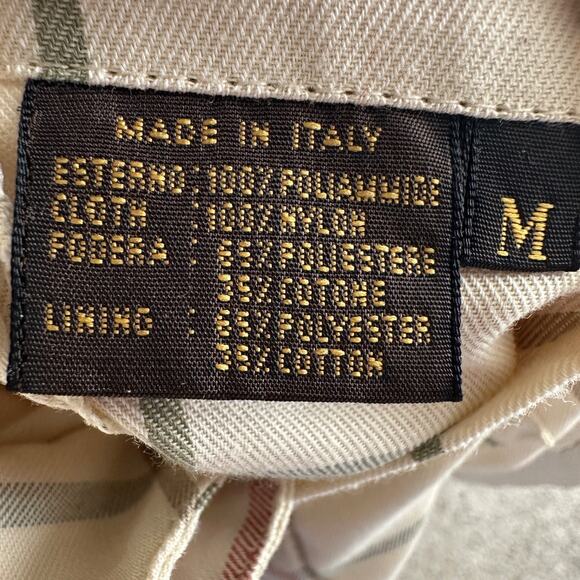 MADE IN ITALY
ESTERNO : 100% POLIAMMIDE
CLOTH : 100% NYLON
FODERA : 65% POLIESTERE
35% COTONE
LINING : 65% POLYESTER
35% COTTON
M